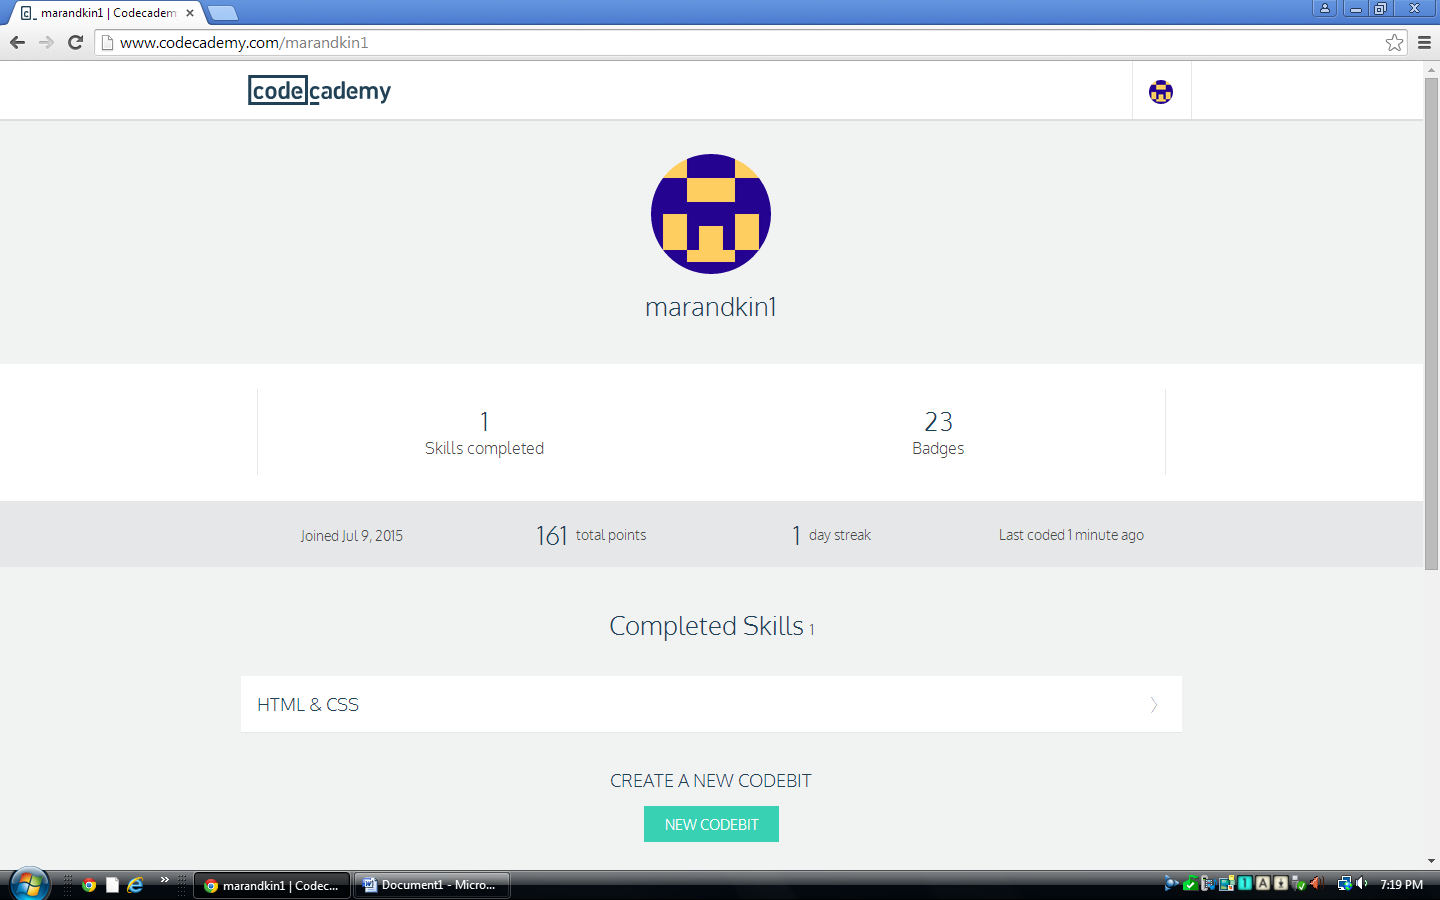 marandkin1 | Codecadem
www.codecademy.com/marandkin1
codecademy
marandkin1
1
Skills completed
23
Badges
Joined Jul 9, 2015
161 total points
1 day streak
Last coded 1 minute ago
Completed Skills 1
HTML & CSS
CREATE A NEW CODEBIT
NEW CODEBIT
marandkin1 | Codec...
Document1 - Micro...
7:19 PM